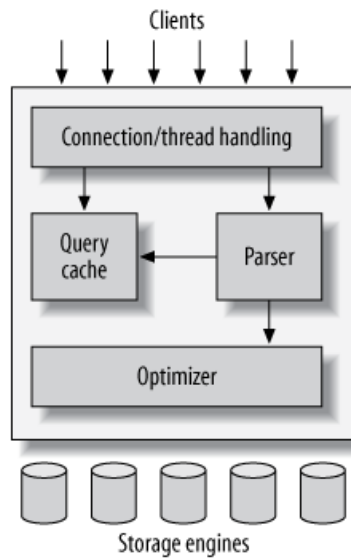 Clients
Connection/thread handling
Query
cache
Parser
Optimizer
Storage engines